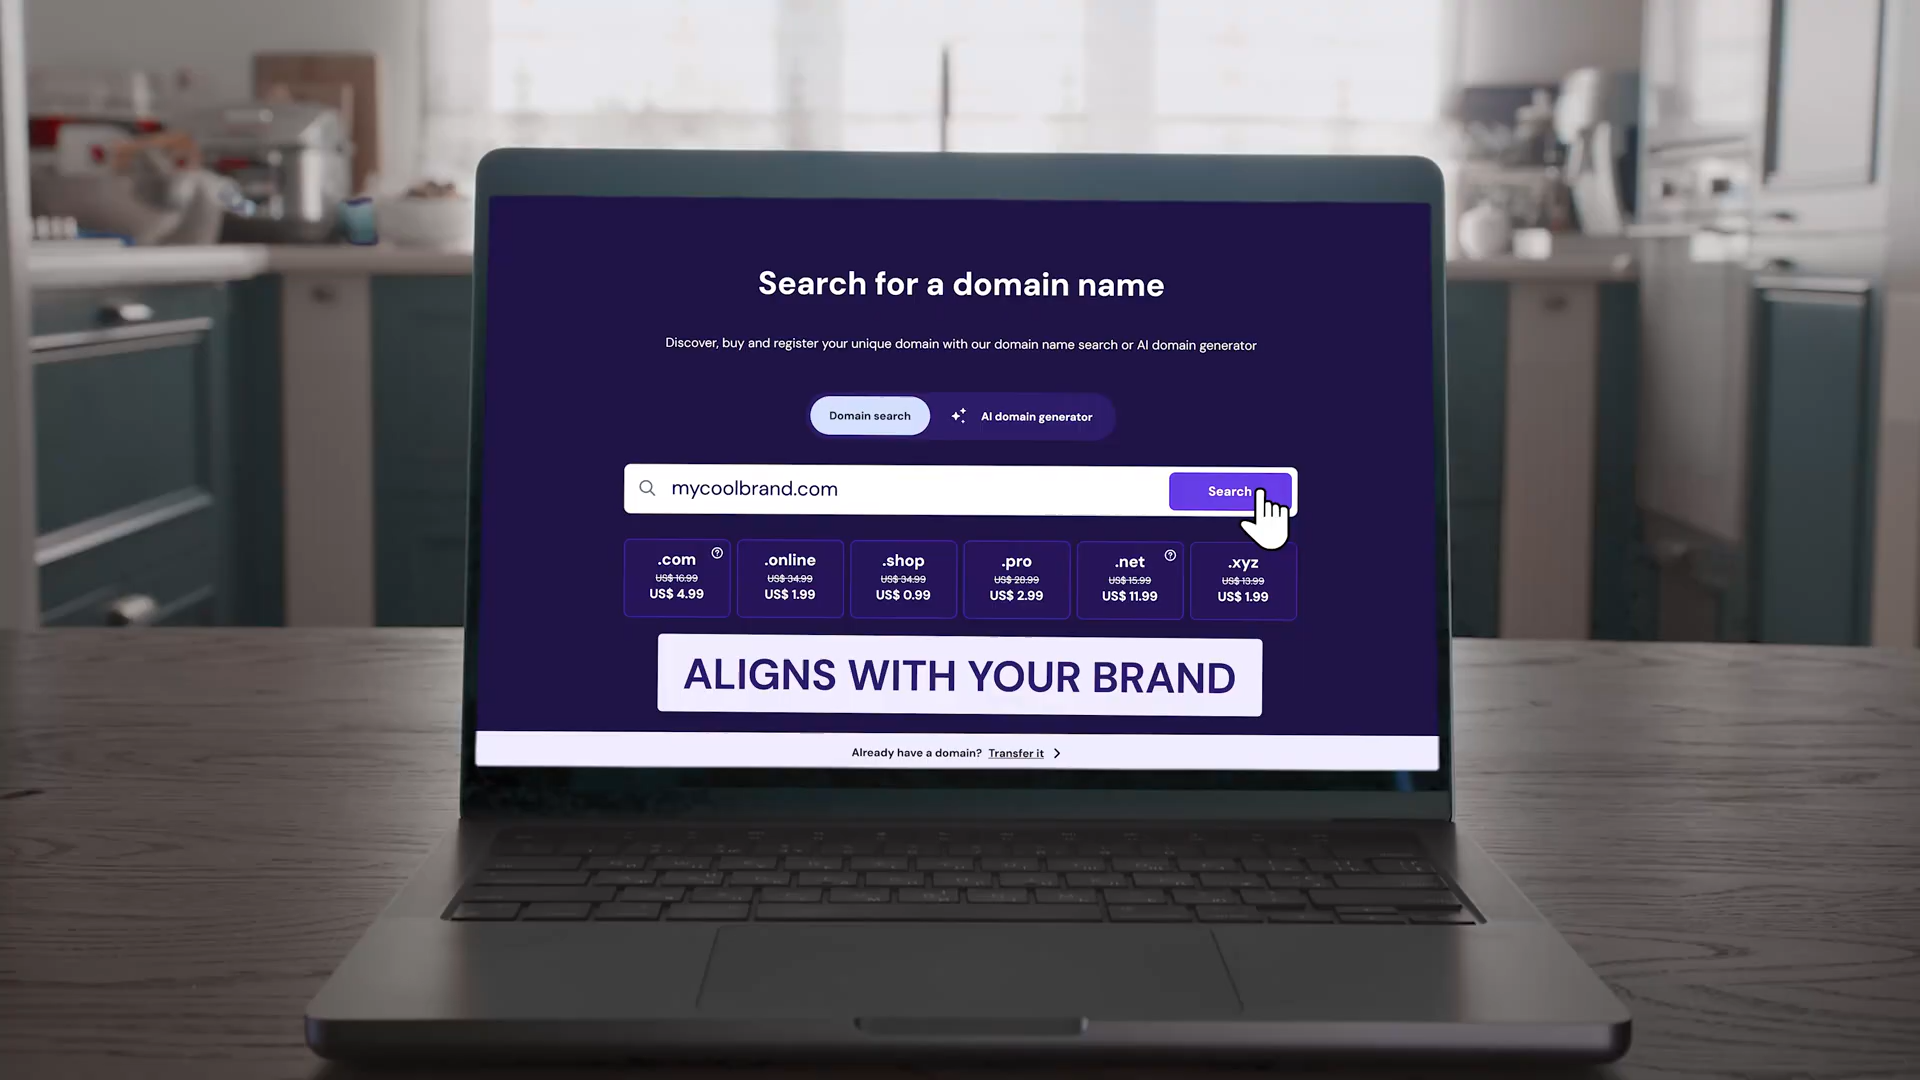 Search for a domain name
Discover, buy and register your unique domain with our domain name search or AI domain generator
Domain search
AI domain generator
mycoolbrand.com
Search
.com
US$ 16.99
US$ 4.99
.online
US$ 34.99
US$ 1.99
.shop
US$ 34.99
US$ 0.99
.pro
US$ 28.99
US$ 2.99
.net
US$ 15.99
US$ 11.99
.xyz
US$ 13.99
US$ 1.99
ALIGNS WITH YOUR BRAND
Already have a domain? Transfer it